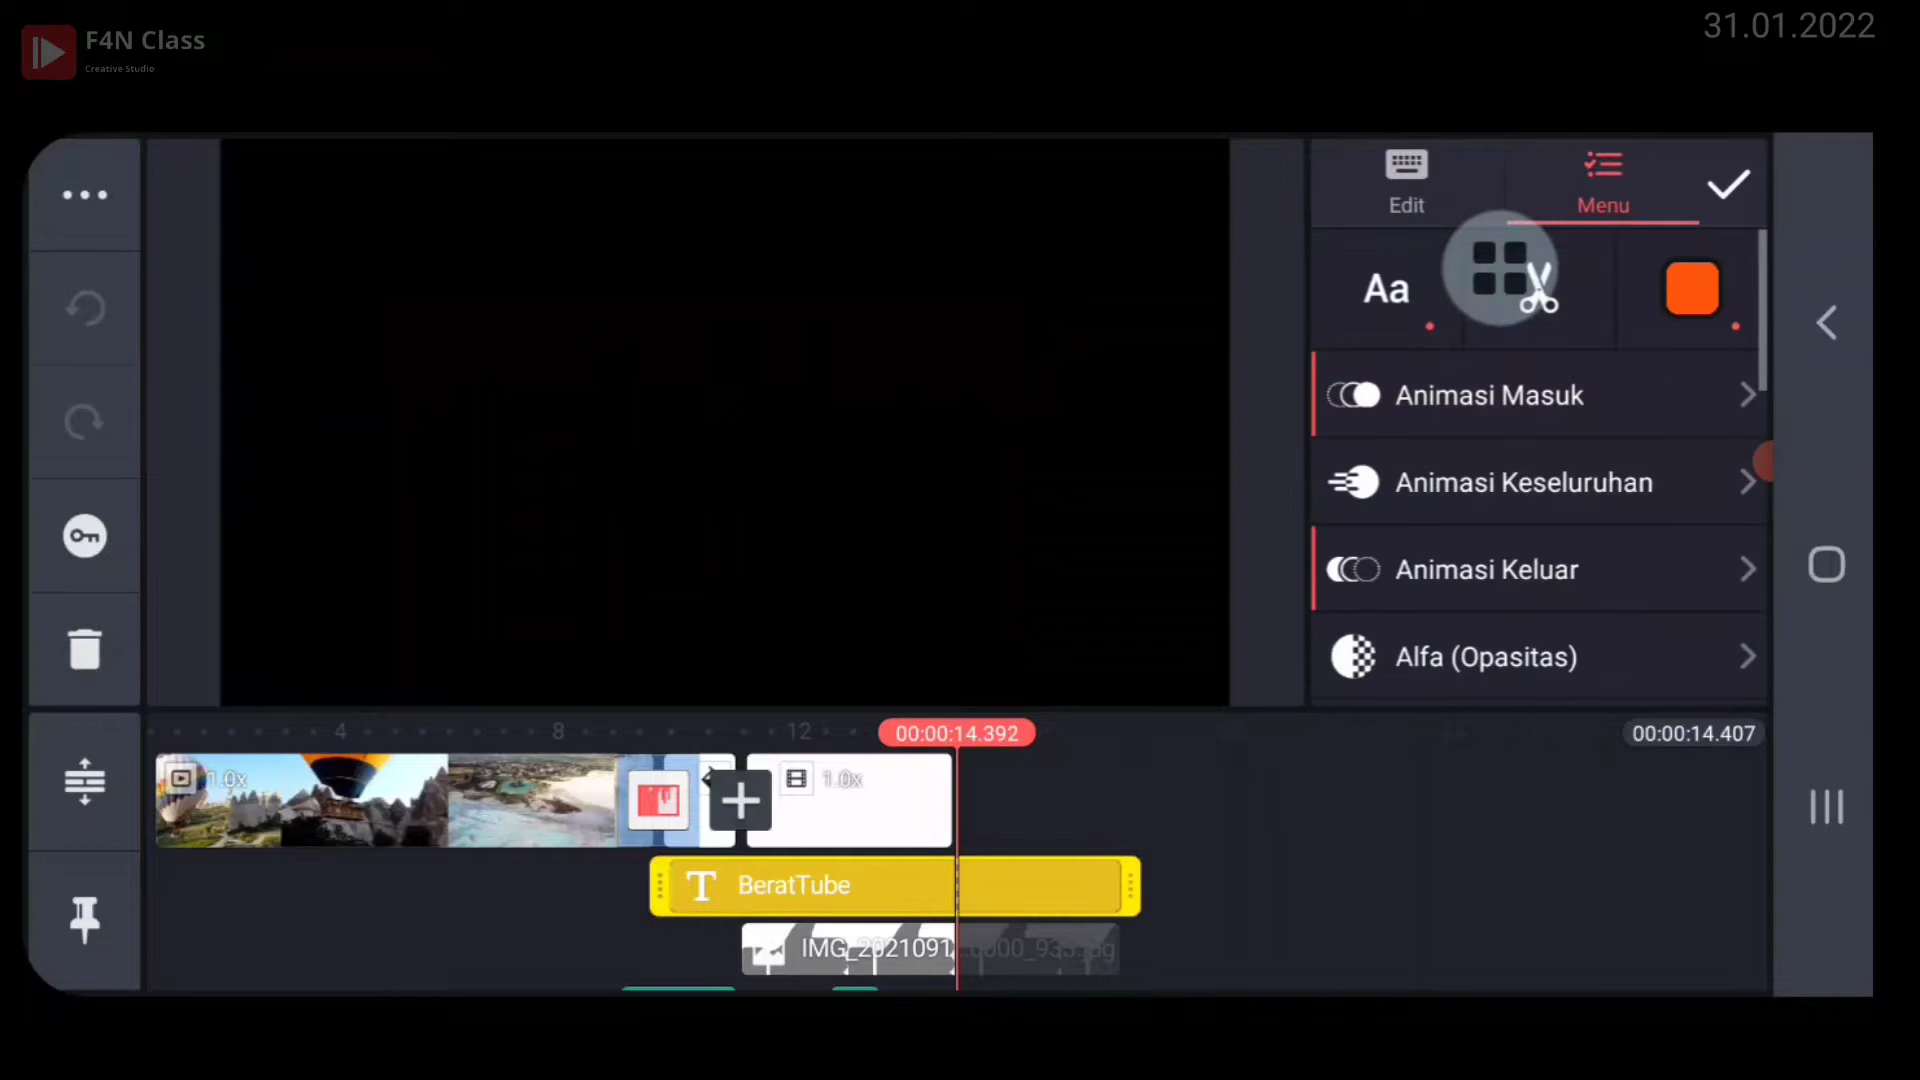 F4N Class
Creative Studio
31.01.2022
Edit
Menu
Aa
Animasi Masuk
Animasi Keseluruhan
Animasi Keluar
Alfa (Opasitas)
4
8
12
00:00:14.392
00:00:14.407
1.0x
1.0x
T BeratTube
IMG_2021091